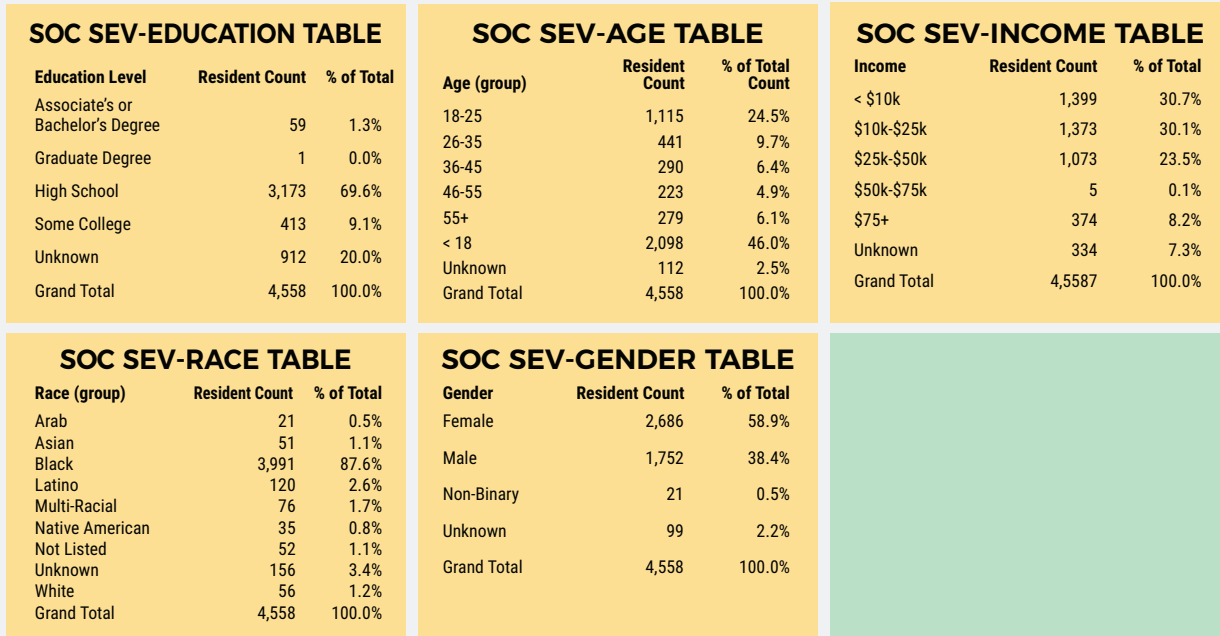 SOC SEV-EDUCATION TABLE
Education Level Resident Count % of Total
Associate's or
Bachelor's Degree 59 1.3%
Graduate Degree 1 0.0%
High School 3,173 69.6%
Some College 413 9.1%
Unknown 912 20.0%
Grand Total 4,558 100.0%
SOC SEV-AGE TABLE
Resident % of Total
Age (group) Count Count
18-25 1,115 24.5%
26-35 441 9.7%
36-45 290 6.4%
46-55 223 4.9%
55+ 279 6.1%
< 18 2,098 46.0%
Unknown 112 2.5%
Grand Total 4,558 100.0%
SOC SEV-INCOME TABLE
Income Resident Count % of Total
< $10k 1,399 30.7%
$10k-$25k 1,373 30.1%
$25k-$50k 1,073 23.5%
$50k-$75k 5 0.1%
$75+ 374 8.2%
Unknown 334 7.3%
Grand Total 4,5587 100.0%
SOC SEV-RACE TABLE
Race (group) Resident Count % of Total
Arab 21 0.5%
Asian 51 1.1%
Black 3,991 87.6%
Latino 120 2.6%
Multi-Racial 76 1.7%
Native American 35 0.8%
Not Listed 52 1.1%
Unknown 156 3.4%
White 56 1.2%
Grand Total 4,558 100.0%
SOC SEV-GENDER TABLE
Gender Resident Count % of Total
Female 2,686 58.9%
Male 1,752 38.4%
Non-Binary 21 0.5%
Unknown 99 2.2%
Grand Total 4,558 100.0%